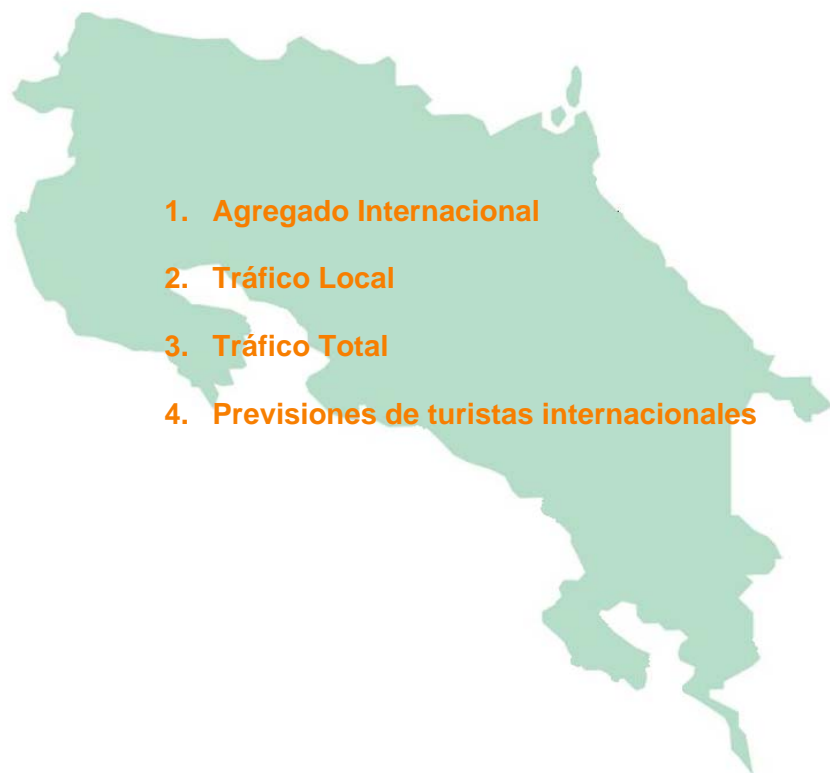 1. Agregado Internacional
2. Tráfico Local
3. Tráfico Total
4. Previsiones de turistas internacionales